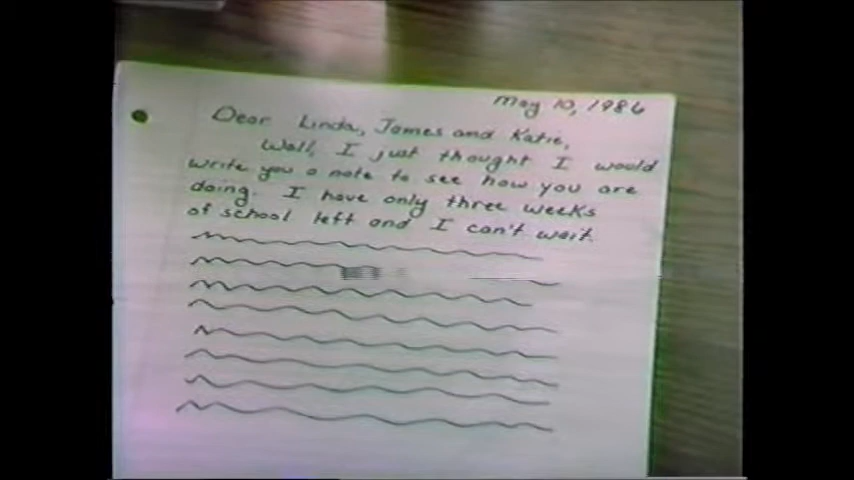 May 10, 1986
Dear Linda, James and Katie,
Well, I just thought I would
write you a note to see how you are
doing. I have only three weeks
of school left and I can't wait.